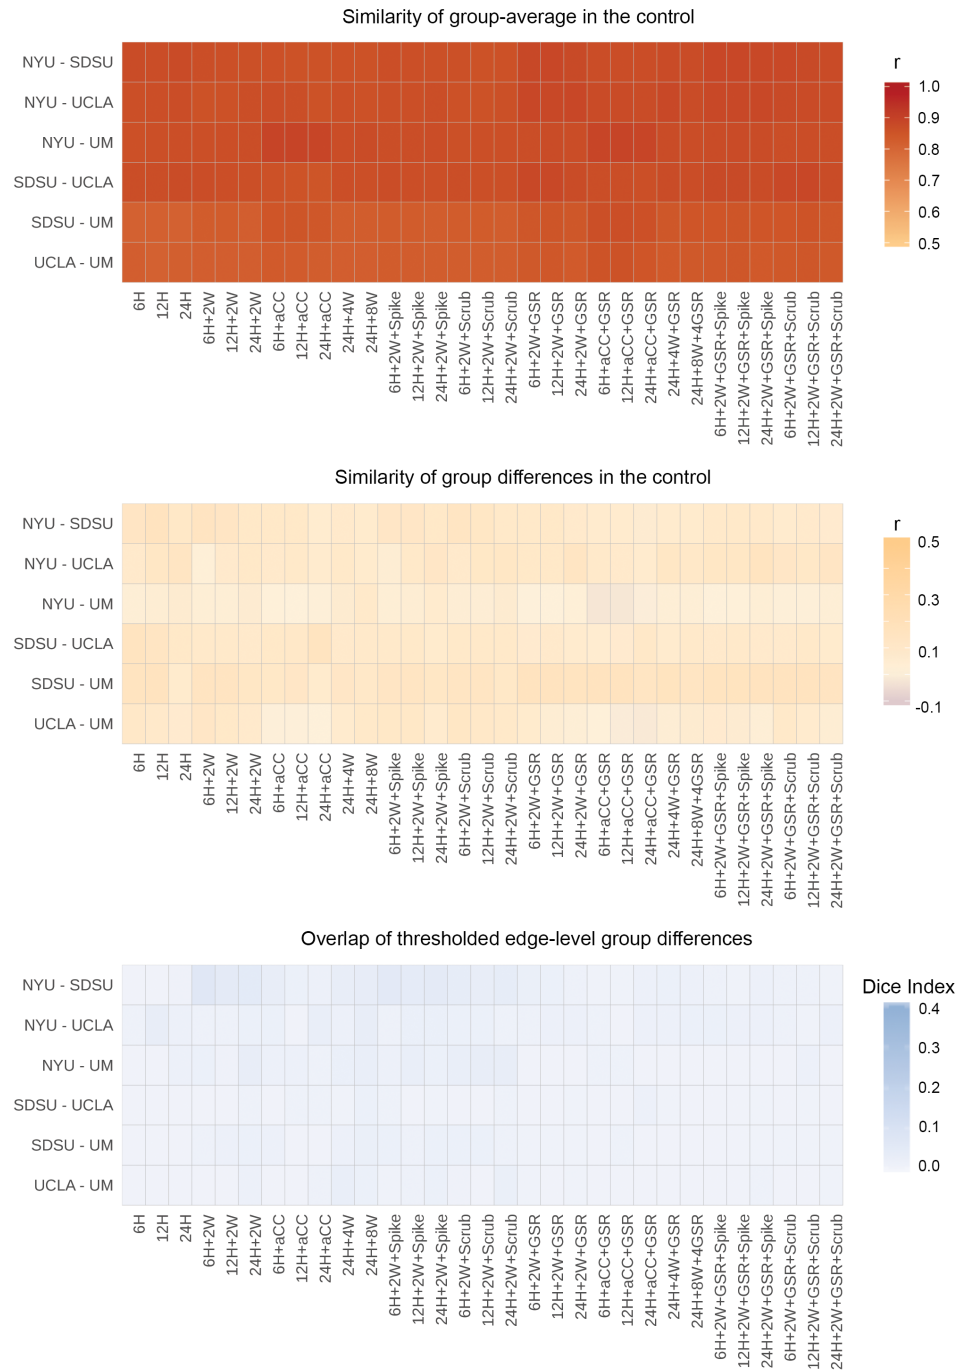 Similarity of group-average in the control
NYU - SDSU
NYU - UCLA
NYU - UM
SDSU - UCLA
SDSU - UM
UCLA - UM
r
1.0
0.9
0.8
0.7
0.6
0.5
6H
12H
24H
6H+2W
12H+2W
24H+2W
6H+aCC
12H+aCC
24H+aCC
24H+4W
24H+8W
6H+2W+Spike
12H+2W+Spike
24H+2W+Spike
6H+2W+Scrub
12H+2W+Scrub
24H+2W+Scrub
6H+2W+GSR
12H+2W+GSR
24H+2W+GSR
6H+aCC+GSR
12H+aCC+GSR
24H+aCC+GSR
24H+4W+GSR
24H+8W+4GSR
6H+2W+GSR+Spike
12H+2W+GSR+Spike
24H+2W+GSR+Spike
6H+2W+GSR+Scrub
12H+2W+GSR+Scrub
24H+2W+GSR+Scrub
Similarity of group differences in the control
NYU - SDSU
NYU - UCLA
NYU - UM
SDSU - UCLA
SDSU - UM
UCLA - UM
r
0.5
0.3
0.1
-0.1
6H
12H
24H
6H+2W
12H+2W
24H+2W
6H+aCC
12H+aCC
24H+aCC
24H+4W
24H+8W
6H+2W+Spike
12H+2W+Spike
24H+2W+Spike
6H+2W+Scrub
12H+2W+Scrub
24H+2W+Scrub
6H+2W+GSR
12H+2W+GSR
24H+2W+GSR
6H+aCC+GSR
12H+aCC+GSR
24H+aCC+GSR
24H+4W+GSR
24H+8W+4GSR
6H+2W+GSR+Spike
12H+2W+GSR+Spike
24H+2W+GSR+Spike
6H+2W+GSR+Scrub
12H+2W+GSR+Scrub
24H+2W+GSR+Scrub
Overlap of thresholded edge-level group differences
NYU - SDSU
NYU - UCLA
NYU - UM
SDSU - UCLA
SDSU - UM
UCLA - UM
Dice Index
0.4
0.3
0.2
0.1
0.0
6H
12H
24H
6H+2W
12H+2W
24H+2W
6H+aCC
12H+aCC
24H+aCC
24H+4W
24H+8W
6H+2W+Spike
12H+2W+Spike
24H+2W+Spike
6H+2W+Scrub
12H+2W+Scrub
24H+2W+Scrub
6H+2W+GSR
12H+2W+GSR
24H+2W+GSR
6H+aCC+GSR
12H+aCC+GSR
24H+aCC+GSR
24H+4W+GSR
24H+8W+4GSR
6H+2W+GSR+Spike
12H+2W+GSR+Spike
24H+2W+GSR+Spike
6H+2W+GSR+Scrub
12H+2W+GSR+Scrub
24H+2W+GSR+Scrub